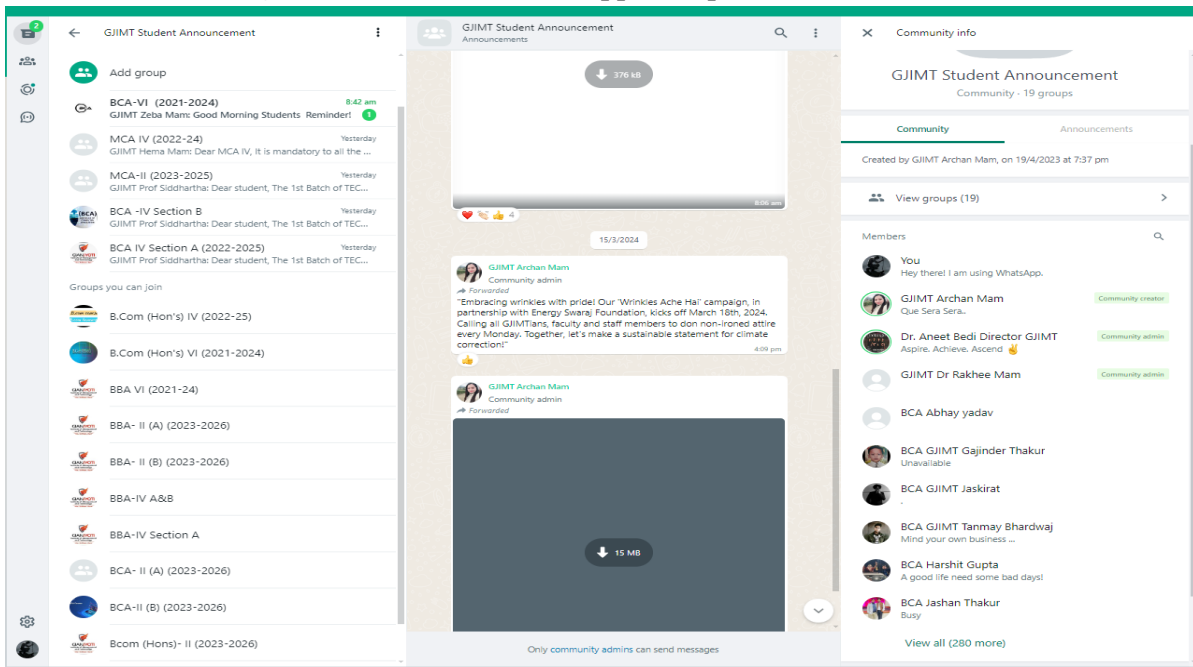 2
GJIMT Student Announcement
Add group
BCA-VI (2021-2024)
8:42 am
GJIMT Zeba Mam: Good Morning Students Reminder!
1
MCA IV (2022-24)
Yesterday
GJIMT Hema Mam: Dear MCA IV, It is mandatory to all the ...
MCA-II (2023-2025)
Yesterday
GJIMT Prof Siddhartha: Dear student, The 1st Batch of TEC...
(BCA)
BCA -IV Section B
Yesterday
GJIMT Prof Siddhartha: Dear student, The 1st Batch of TEC...
BCA IV Section A (2022-2025)
Yesterday
GJIMT Prof Siddhartha: Dear student, The 1st Batch of TEC...
Groups you can join
B.Com (Hon's) IV (2022-25)
B.Com (Hon's) VI (2021-2024)
BBA VI (2021-24)
BBA- II (A) (2023-2026)
BBA- II (B) (2023-2026)
BBA-IV A&B
BBA-IV Section A
BCA- II (A) (2023-2026)
BCA-II (B) (2023-2026)
Bcom (Hons)- II (2023-2026)
GJIMT Student Announcement
Announcements
376 kB
8:06 am
4
15/3/2024
GJIMT Archan Mam
Community admin
Forwarded
"Embracing wrinkles with pride! Our 'Wrinkles Ache Hai' campaign, in
partnership with Energy Swaraj Foundation, kicks off March 18th, 2024.
Calling all GJIMTians, faculty and staff members to don non-ironed attire
every Monday. Together, let's make a sustainable statement for climate
correction!"
4:09 pm
GJIMT Archan Mam
Community admin
Forwarded
15 MB
Only community admins can send messages
Community info
GJIMT Student Announcement
Community · 19 groups
Community
Announcements
Created by GJIMT Archan Mam, on 19/4/2023 at 7:37 pm
View groups (19)
Members
You
Hey there! I am using WhatsApp.
GJIMT Archan Mam
Community creator
Que Sera Sera..
Dr. Aneet Bedi Director GJIMT
Community admin
Aspire. Achieve. Ascend ✌
GJIMT Dr Rakhee Mam
Community admin
BCA Abhay yadav
BCA GJIMT Gajinder Thakur
Unavailable
BCA GJIMT Jaskirat
.
BCA GJIMT Tanmay Bhardwaj
Mind your own business ...
BCA Harshit Gupta
A good life need some bad days!
BCA Jashan Thakur
Busy
View all (280 more)